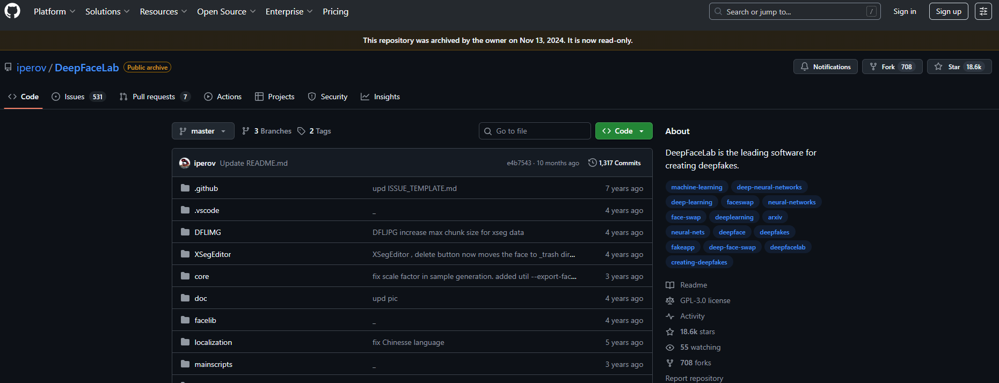 Platform Solutions Resources Open Source Enterprise Pricing Search or jump to... / Sign in Sign up
This repository was archived by the owner on Nov 13, 2024. It is now read-only.
iperov / DeepFaceLab Public archive Notifications Fork 708 Star 18.6k
Code Issues 531 Pull requests 7 Actions Projects Security Insights
master 3 Branches 2 Tags Go to file Code
iperov Update README.md e4b7543 · 10 months ago 1,317 Commits
.github upd ISSUE_TEMPLATE.md 7 years ago
.vscode _ 4 years ago
DFLIMG DFLJPG increase max chunk size for xseg data 4 years ago
XSegEditor XSegEditor , delete button now moves the face to _trash dir... 4 years ago
core fix scale factor in sample generation. added util --export-fac... 3 years ago
doc upd pic 4 years ago
facelib _ 4 years ago
localization fix Chinesse language 5 years ago
mainscripts _ 3 years ago
About
DeepFaceLab is the leading software for
creating deepfakes.
machine-learning deep-neural-networks
deep-learning faceswap neural-networks
face-swap deeplearning arxiv
neural-nets deepface deepfakes
fakeapp deep-face-swap deepfacelab
creating-deepfakes
Readme
GPL-3.0 license
Activity
18.6k stars
55 watching
708 forks
Report repository